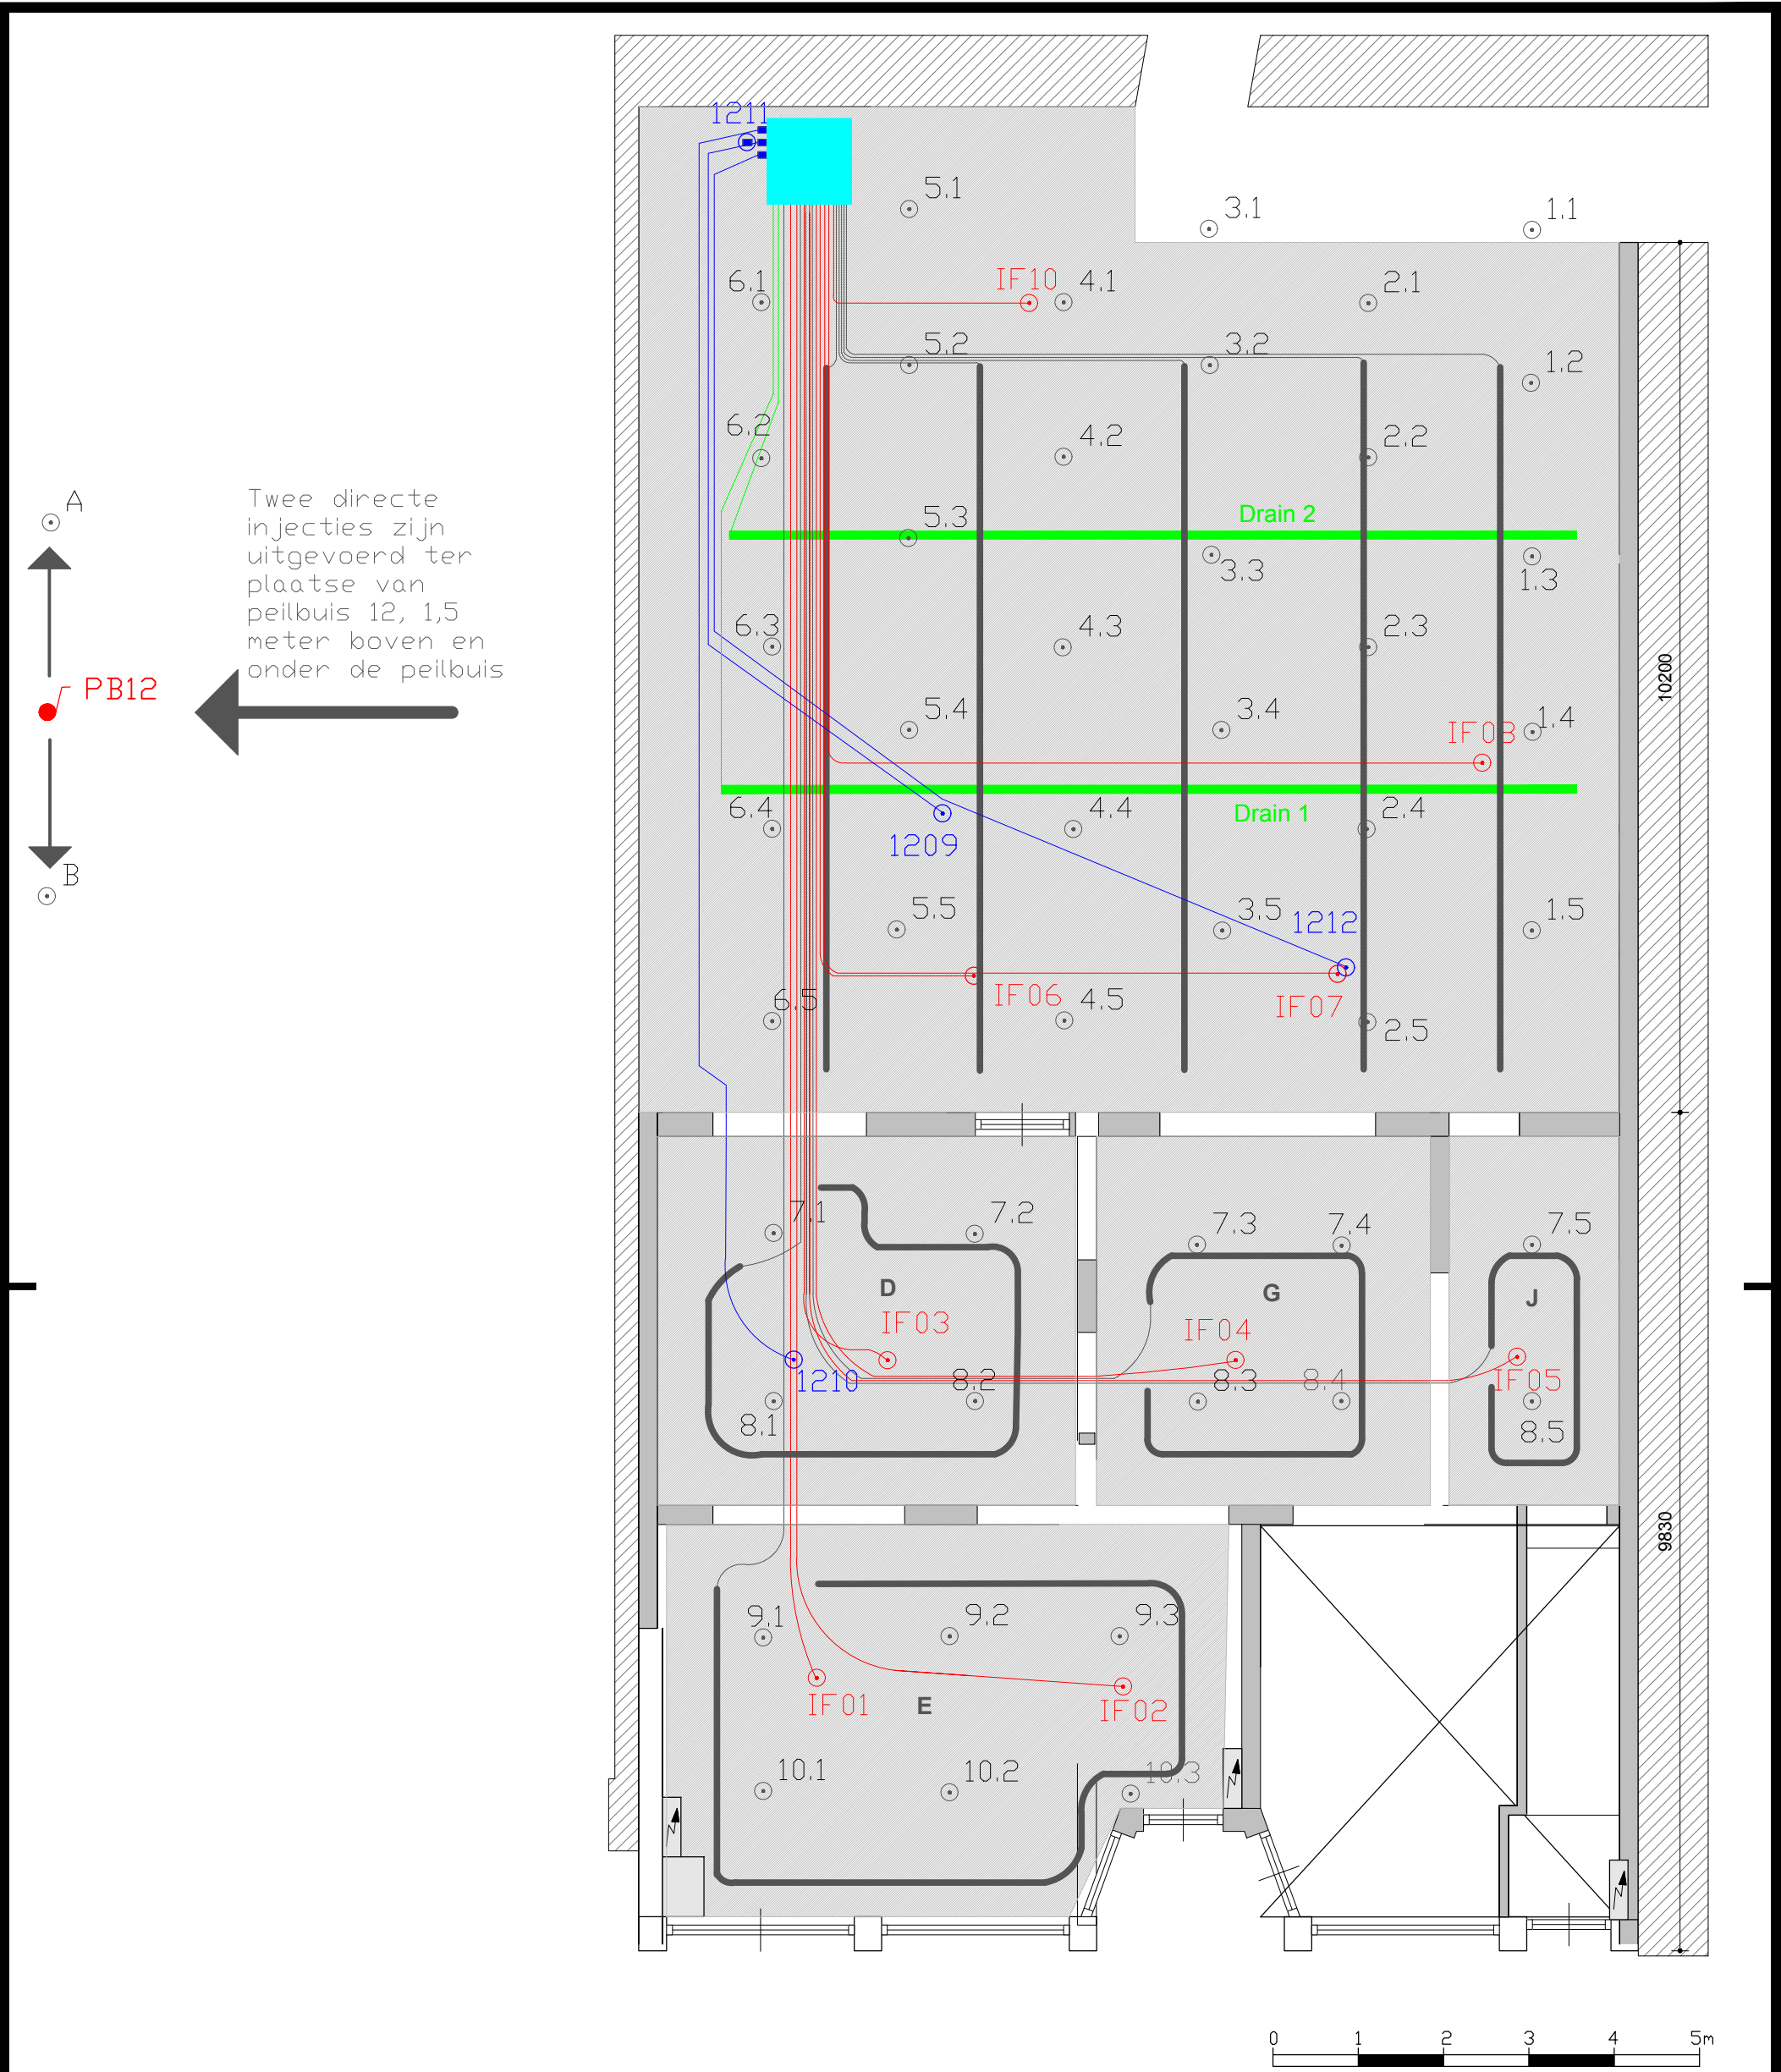 1211
5.1
3.1
1.1
6.1
IF10
4.1
2.1
5.2
3.2
1.2
6.2
4.2
2.2
A
Twee directe
injecties zijn
uitgevoerd ter
plaatse van
peilbuis 12, 1,5
meter boven en
onder de peilbuis
PB12
B
5.3
Drain 2
3.3
1.3
6.3
4.3
2.3
10200
5.4
3.4
IF08
1.4
6.4
1209
4.4
Drain 1
2.4
5.5
3.5
1212
1.5
6.5
IF06
4.5
IF07
2.5
7.1
7.2
7.3
7.4
7.5
D
G
J
IF03
IF04
IF05
1210
8.1
8.2
8.3
8.4
8.5
9830
9.1
9.2
9.3
IF01
E
IF02
10.1
10.2
10.3
0 1 2 3 4 5m